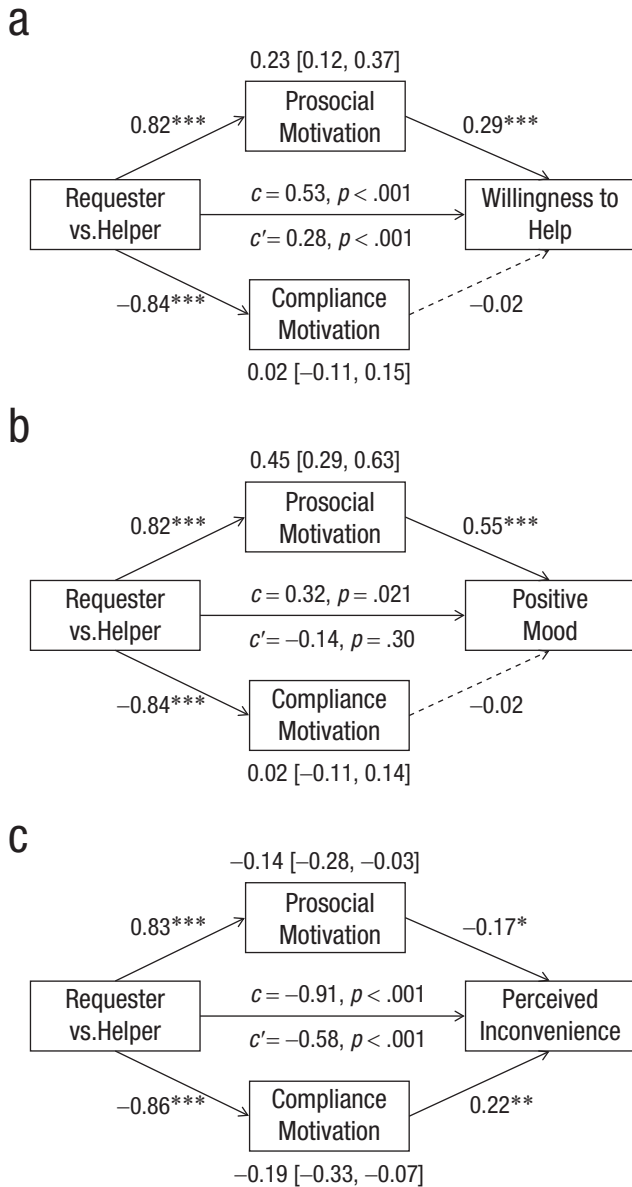 a
0.23 [0.12, 0.37]
Prosocial
Motivation
0.82***
0.29***
Requester
vs.Helper
c = 0.53, p < .001
c′= 0.28, p < .001
Willingness to
Help
−0.84***
Compliance
Motivation
−0.02
0.02 [−0.11, 0.15]
b
0.45 [0.29, 0.63]
Prosocial
Motivation
0.82***
0.55***
Requester
vs.Helper
c = 0.32, p = .021
c′= −0.14, p = .30
Positive
Mood
−0.84***
Compliance
Motivation
−0.02
0.02 [−0.11, 0.14]
c
−0.14 [−0.28, −0.03]
Prosocial
Motivation
0.83***
−0.17*
Requester
vs.Helper
c = −0.91, p < .001
c′= −0.58, p < .001
Perceived
Inconvenience
−0.86***
Compliance
Motivation
0.22**
−0.19 [−0.33, −0.07]